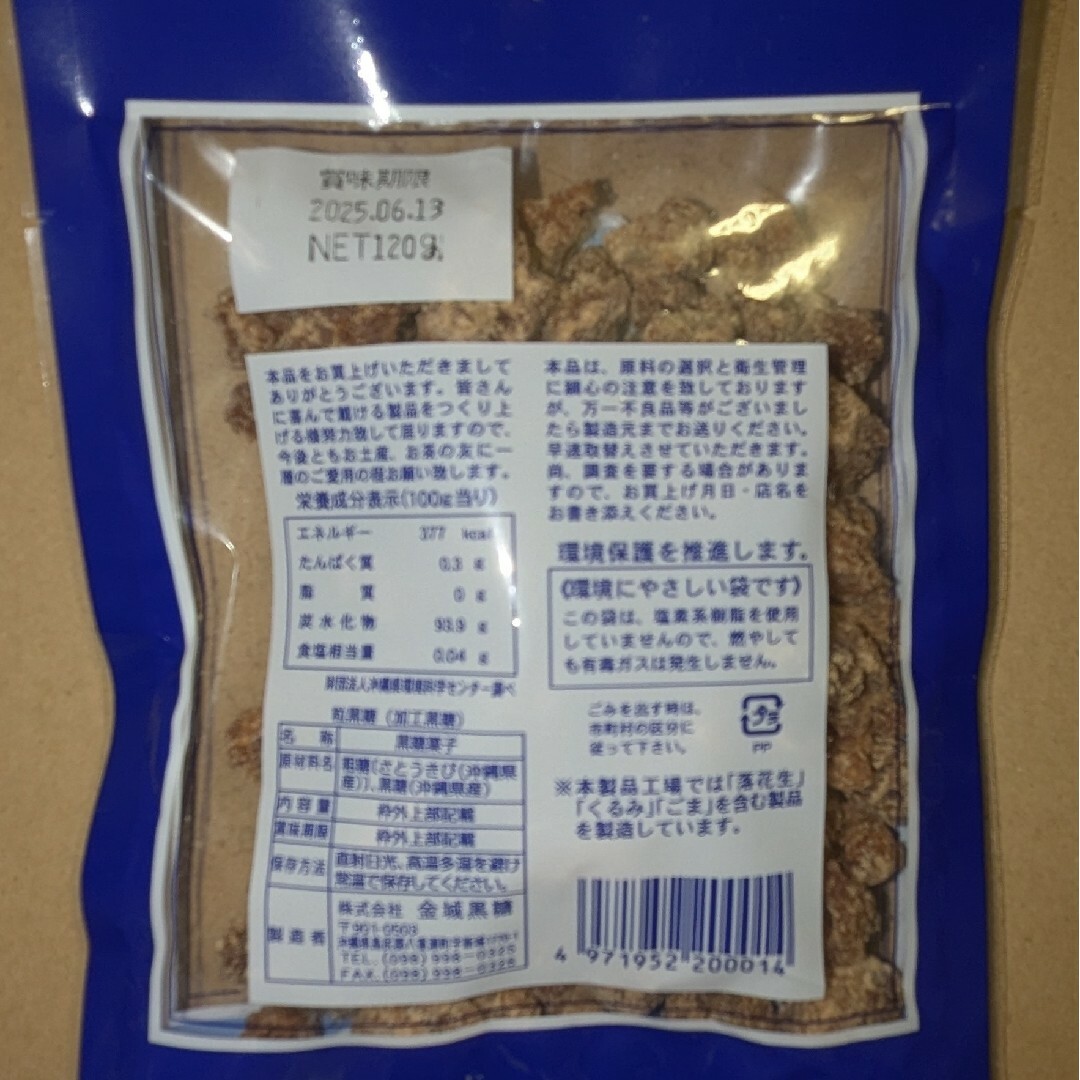 賞味期限
2025.06.13
NET120g
本品をお買上げいただきまして
ありがとうございます。皆さん
に喜んで戴ける製品をつくり上
げる様努力致して居りますので、
今後ともお土産、お茶の友に一
層のご愛用の程お願い致します。
栄養成分表示(100g当り)
エネルギー 377 kcal
たんぱく質 0.3 g
脂質 0 g
炭水化物 93.9 g
食塩相当量 0.04 g
財団法人沖縄県環境科学センター調べ
粒黒糖(加工黒糖)
名称 黒糖菓子
原材料名 粗糖(さとうきび(沖縄県
産))、黒糖(沖縄県産)
内容量 枠外上部記載
賞味期限 枠外上部記載
保存方法 直射日光、高温多湿を避け
常温で保存してください。
製造者 株式会社 金城黒糖
〒901-0503
TEL.(098)998-
FAX.(098)998-
本品は、原料の選択と衛生管理
に細心の注意を致しております
が、万一不良品等がございまし
たら製造元までお送りください。
早速取替えさせていただきます。
尚、調査を要する場合がありま
すので、お買上げ月日・店名を
お書き添えください。
環境保護を推進します。
(環境にやさしい袋です)
この袋は、塩素系樹脂を使用
していませんので、燃やして
も有毒ガスは発生しません。
ごみを出す時は、
市町村の区分に
従って下さい。
プラ
PP
※本製品工場では「落花生」
「くるみ」「ごま」を含む製品
を製造しています。
4 971952 200014